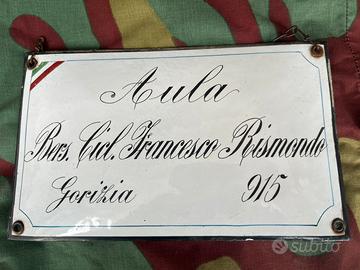 Aula
Bers. Cicl. Francesco Rismondo
Gorizia 915
subito